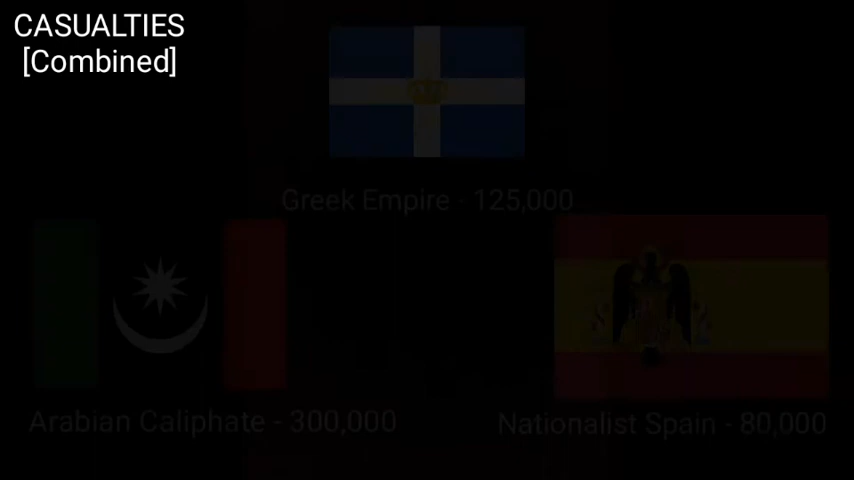 CASUALTIES
[Combined]
Greek Empire - 125,000
Arabian Caliphate - 300,000
Nationalist Spain - 80,000